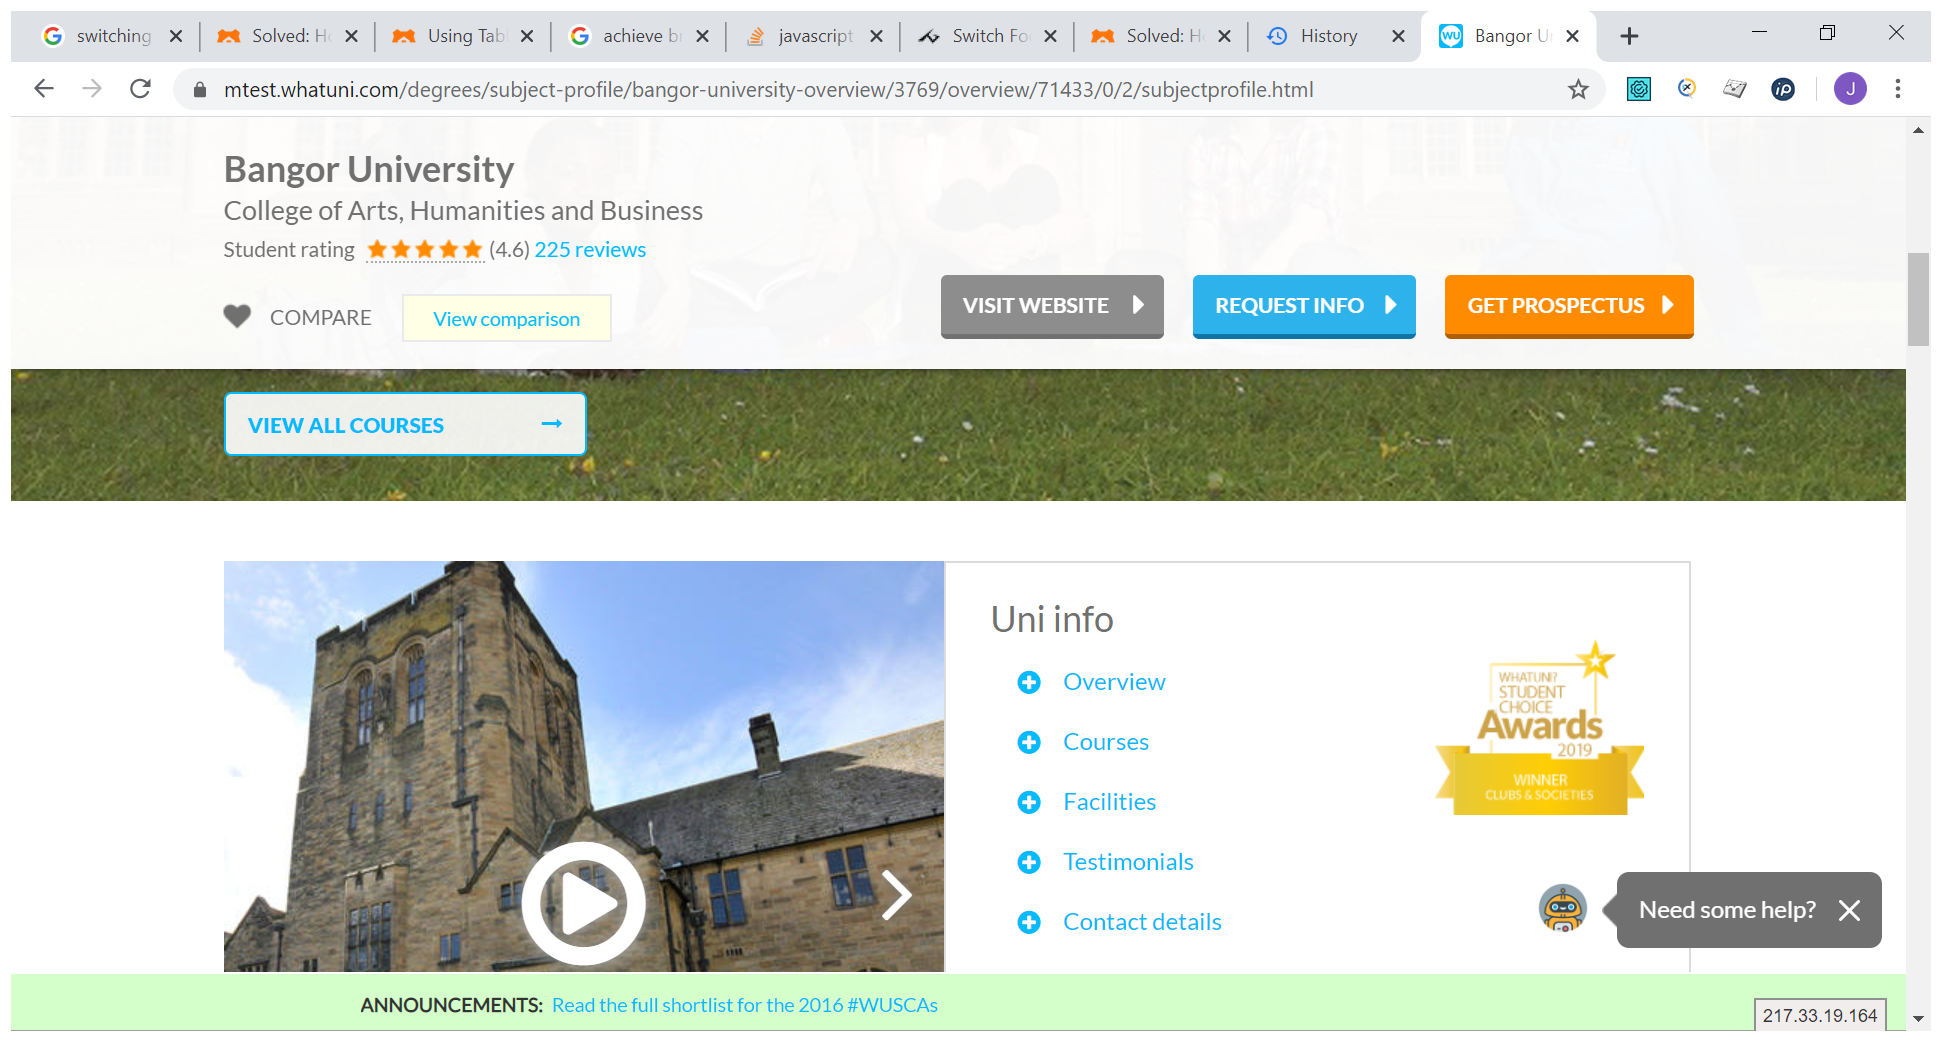 switching
Solved: H
Using Tab
achieve b
javascript
Switch Fo
Solved: H
History
Bangor U
mtest.whatuni.com/degrees/subject-profile/bangor-university-overview/3769/overview/71433/0/2/subjectprofile.html
J
Bangor University
College of Arts, Humanities and Business
Student rating (4.6) 225 reviews
COMPARE View comparison
VISIT WEBSITE REQUEST INFO GET PROSPECTUS
VIEW ALL COURSES
Uni info
Overview
Courses
Facilities
Testimonials
Contact details
WHATUNI?
STUDENT
CHOICE
Awards
2019
WINNER
CLUBS & SOCIETIES
Need some help?
ANNOUNCEMENTS: Read the full shortlist for the 2016 #WUSCAs
217.33.19.164